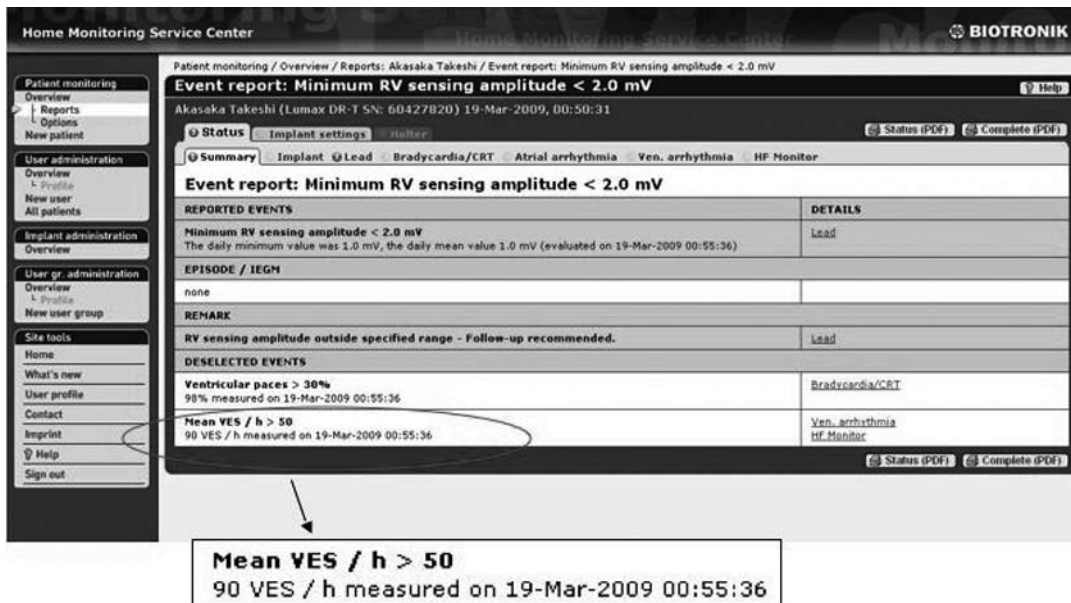 Home Monitoring Service Center
Home Monitoring Service Center
BIOTRONIK
Patient monitoring / Overview / Reports: Akasaka Takeshi / Event report: Minimum RV sensing amplitude < 2.0 mV
Patient monitoring
Overview
Reports
Options
New patient
User administration
Overview
Profile
New user
All patients
Implant administration
Overview
User gr. administration
Overview
Profile
New user group
Site tools
Home
What's new
User profile
Contact
Imprint
Help
Sign out
Event report: Minimum RV sensing amplitude < 2.0 mV
Help
Akasaka Takeshi (Lumax DR-T SN: 60427820) 19-Mar-2009, 00:50:31
Status Implant settings Holter Status (PDF) Complete (PDF)
Summary Implant Lead Bradycardia/CRT Atrial arrhythmia Ven. arrhythmia HF Monitor
Event report: Minimum RV sensing amplitude < 2.0 mV
REPORTED EVENTS DETAILS
Minimum RV sensing amplitude < 2.0 mV Lead
The daily minimum value was 1.0 mV, the daily mean value 1.0 mV (evaluated on 19-Mar-2009 00:55:36)
EPISODE / IEGM
none
REMARK
RV sensing amplitude outside specified range - Follow-up recommended. Lead
DESELECTED EVENTS
Ventricular paces > 30% Bradycardia/CRT
98% measured on 19-Mar-2009 00:55:36
Mean VES / h > 50 Ven. arrhythmia
90 VES / h measured on 19-Mar-2009 00:55:36 HF Monitor
Status (PDF) Complete (PDF)
Mean VES / h > 50
90 VES / h measured on 19-Mar-2009 00:55:36